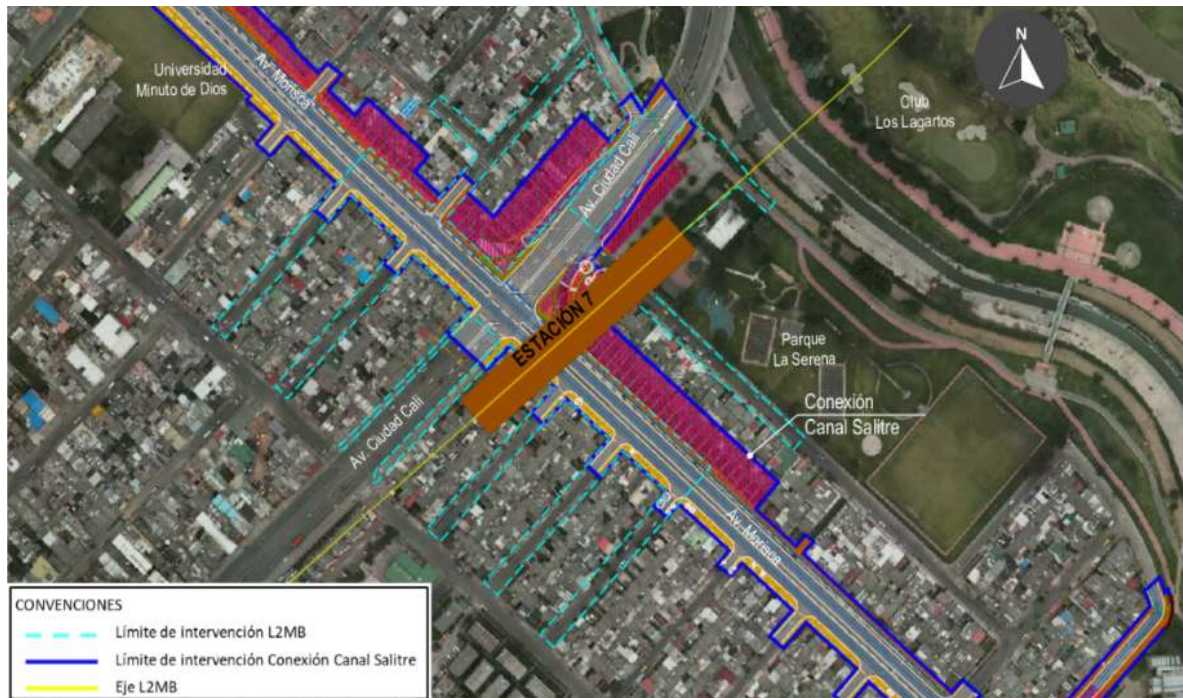 N
Universidad
Minuto de Dios
Av. Morisca
Club
Los Lagartos
Av. Ciudad Cali
ESTACIÓN 7
Parque
La Serena
Conexión
Canal Salitre
Av. Ciudad Cali
Av. Morisca
CONVENCIONES
Límite de intervención L2MB
Límite de intervención Conexión Canal Salitre
Eje L2MB